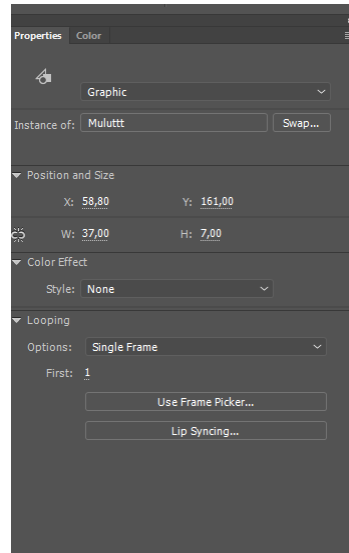 Properties Color
Graphic
Instance of: Muluttt Swap...
Position and Size
X: 58,80 Y: 161,00
W: 37,00 H: 7,00
Color Effect
Style: None
Looping
Options: Single Frame
First: 1
Use Frame Picker...
Lip Syncing...